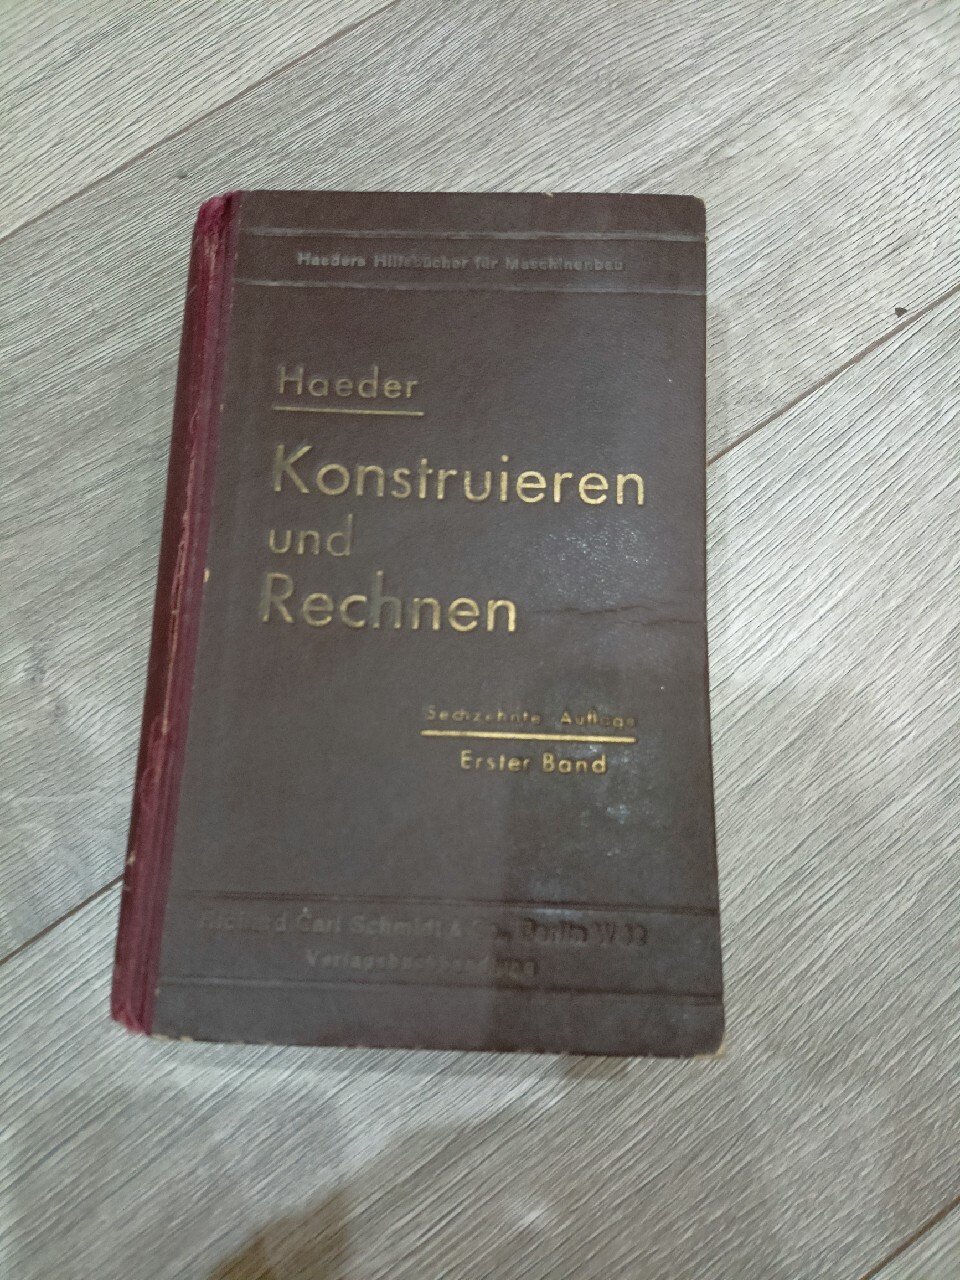 Haeders Hilfsbücher für Maschinenbau
Haeder
Konstruieren
und
Rechnen
Sechzehnte Auflage
Erster Band
Richard Carl Schmidt & Co., Berlin W 62
Verlagsbuchhandlung